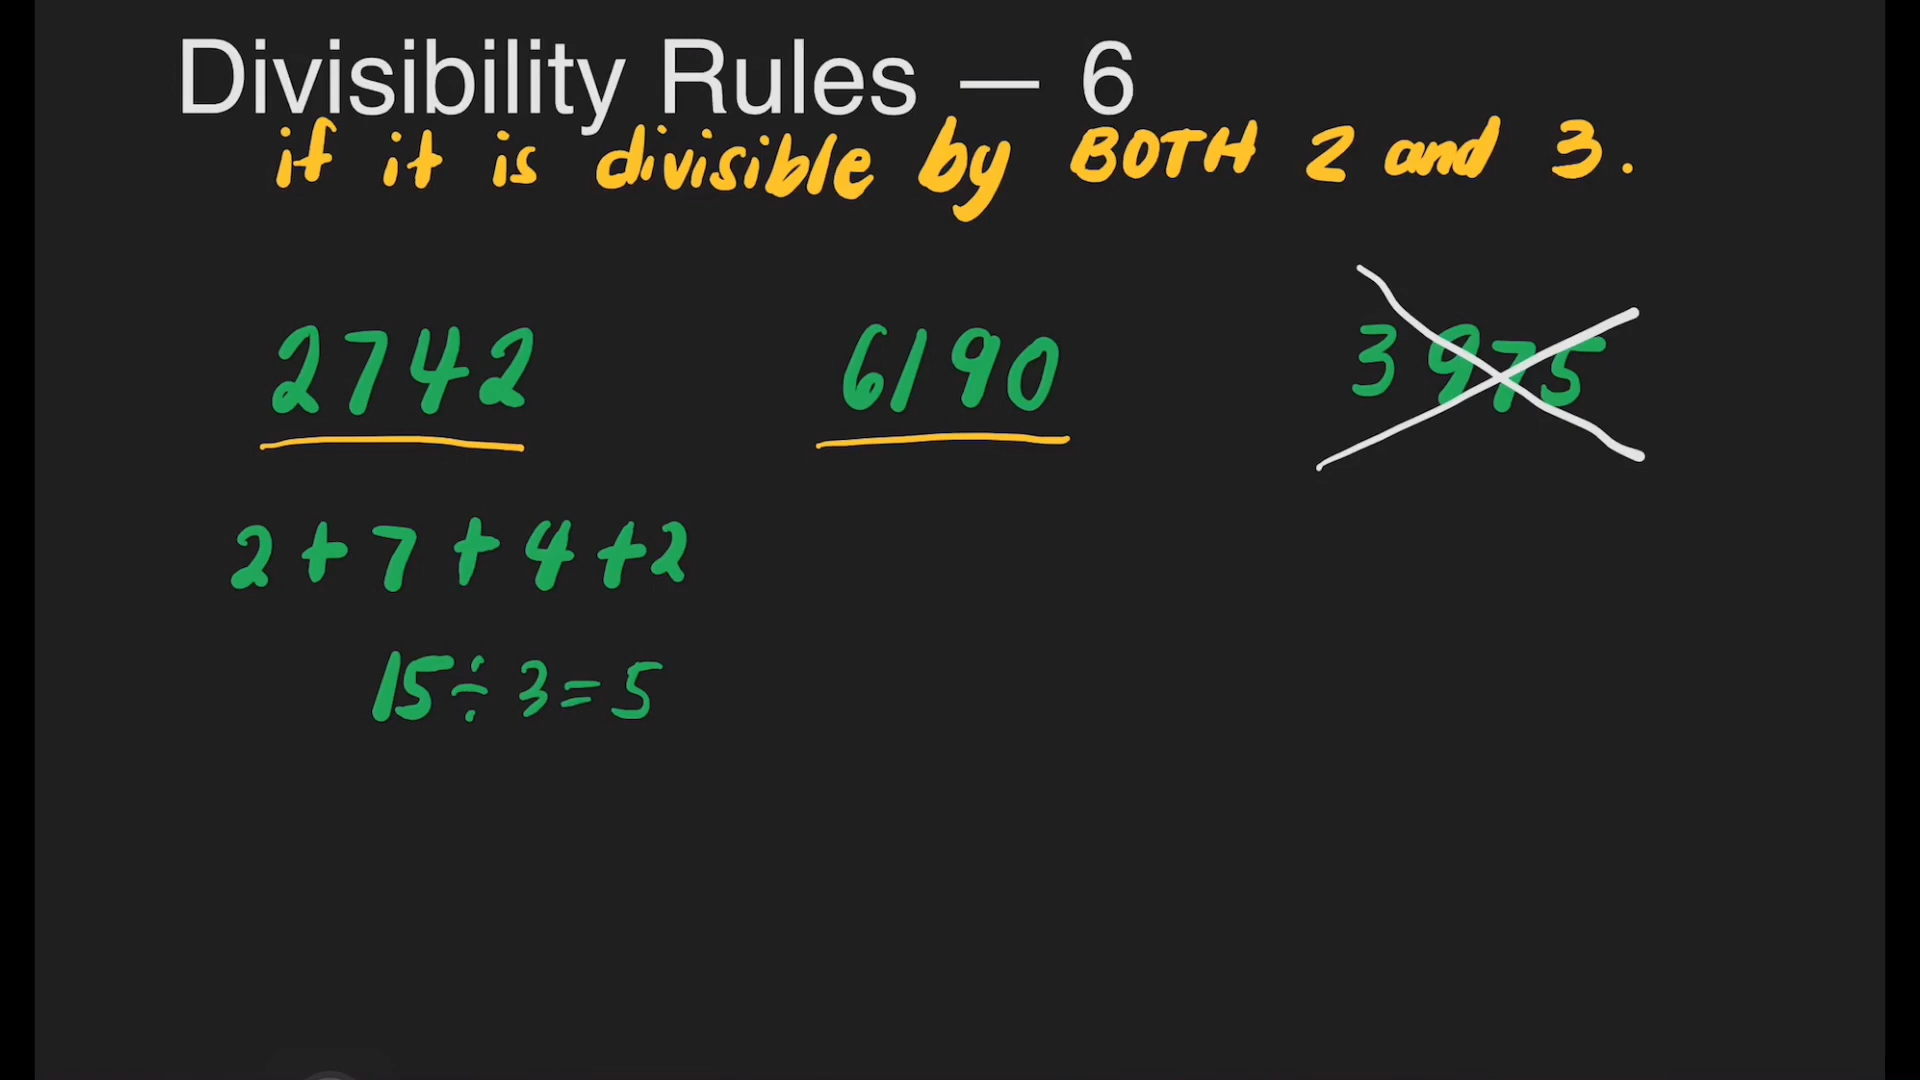 Divisibility Rules — 6
if it is divisible by BOTH 2 and 3.
2742 6190 3975
2+7+4+2
15÷3=5